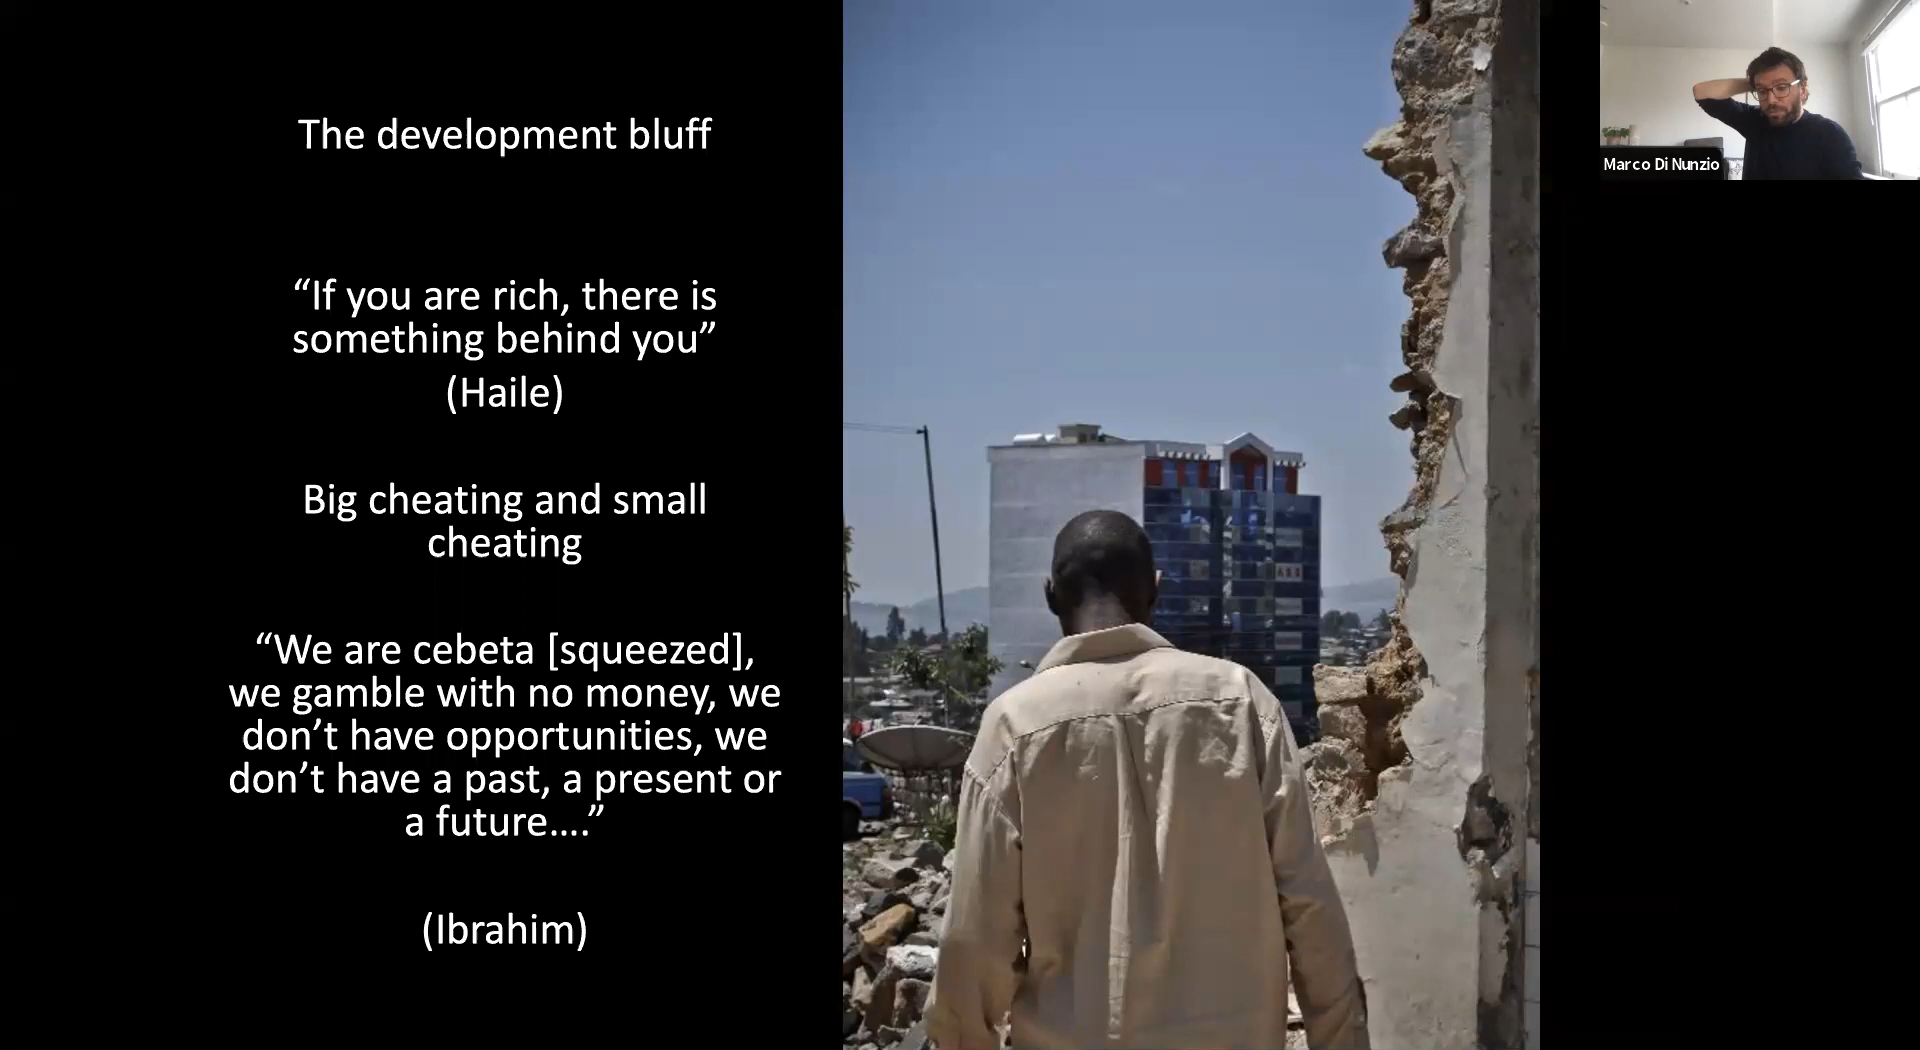 The development bluff
“If you are rich, there is
something behind you”
(Haile)
Big cheating and small
cheating
“We are cebeta [squeezed],
we gamble with no money, we
don’t have opportunities, we
don’t have a past, a present or
a future….”
(Ibrahim)
Marco Di Nunzio